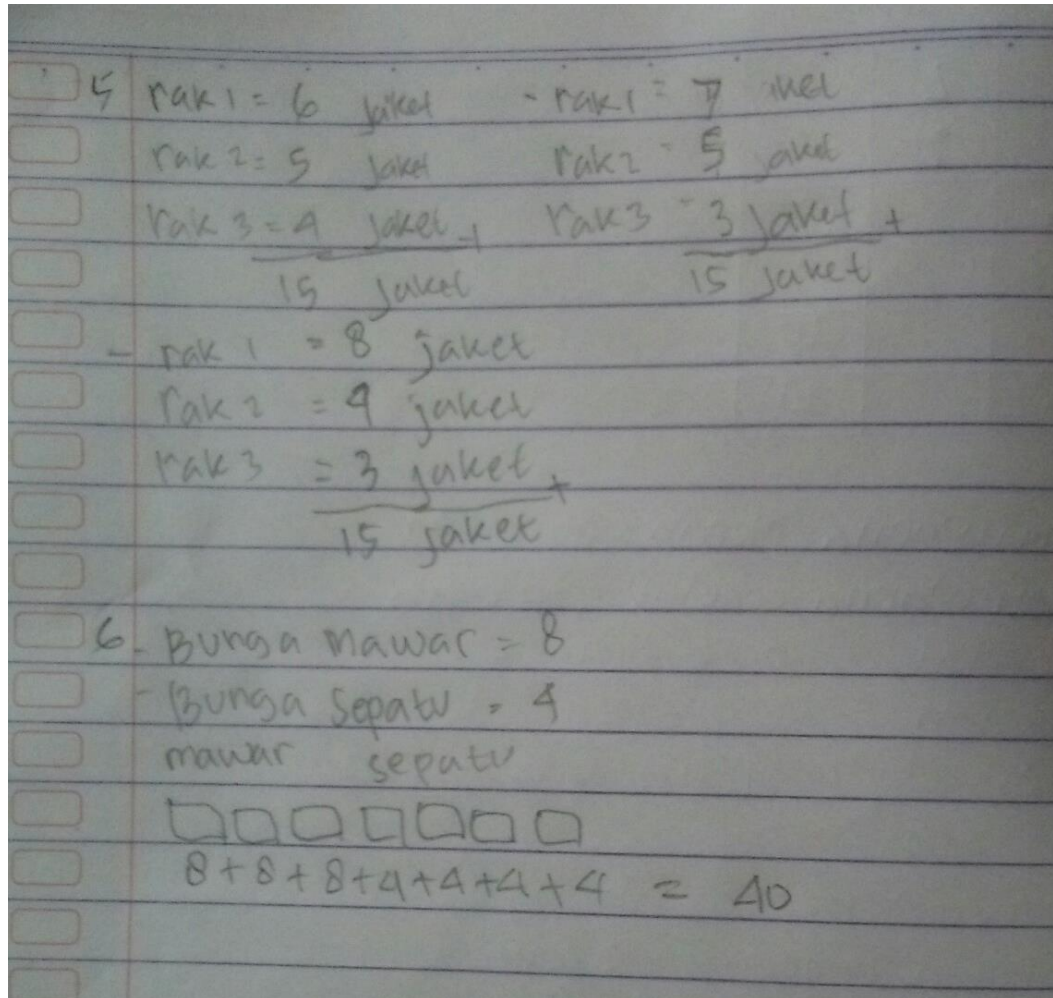 5 rak 1 = 6 jaket - rak 1 = 7 jaket
rak 2 = 5 jaket rak 2 = 5 jaket
rak 3 = 4 jaket + rak 3 = 3 jaket +
15 jaket 15 jaket
- rak 1 = 8 jaket
rak 2 = 4 jaket
rak 3 = 3 jaket +
15 jaket
6 - Bunga mawar = 8
- Bunga Sepatu = 4
mawar sepatu
8 + 8 + 8 + 4 + 4 + 4 + 4 = 40